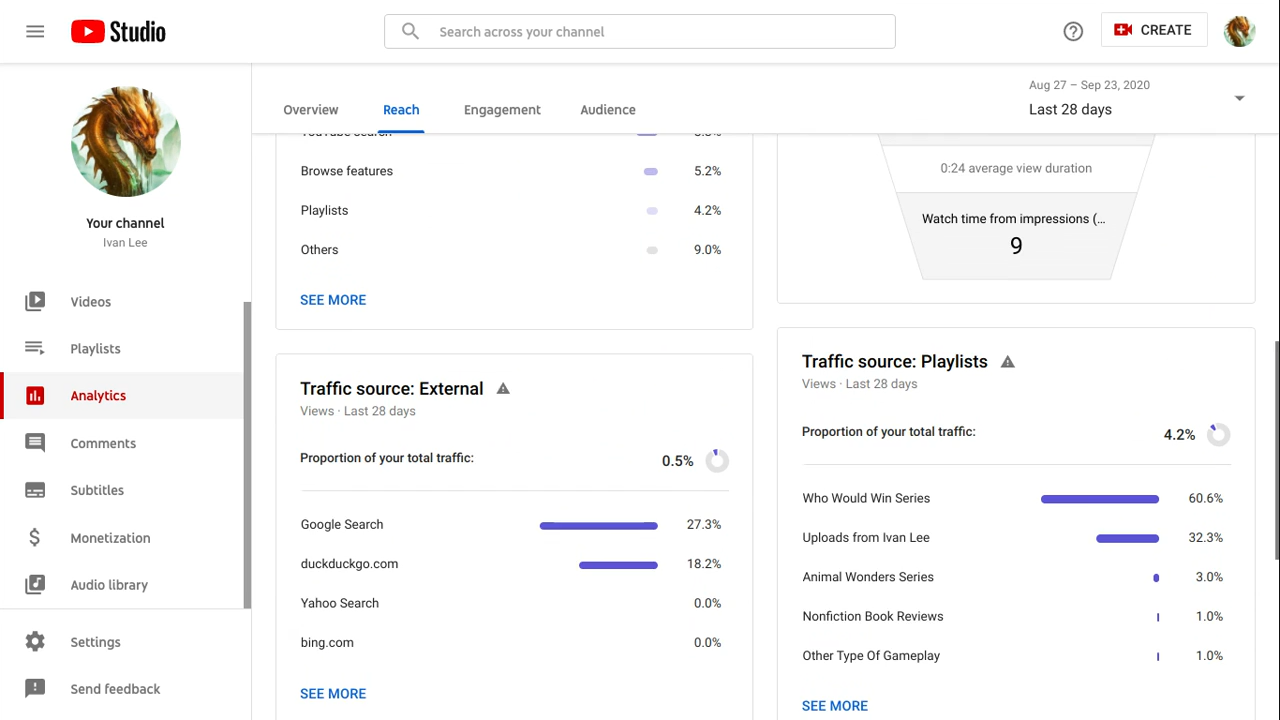 Studio
Search across your channel
CREATE
Your channel
Ivan Lee
Videos
Playlists
Analytics
Comments
Subtitles
Monetization
Audio library
Settings
Send feedback
Overview
Reach
Engagement
Audience
Aug 27 – Sep 23, 2020
Last 28 days
YouTube search
Browse features 5.2%
Playlists 4.2%
Others 9.0%
SEE MORE
0:24 average view duration
Watch time from impressions (...
9
Traffic source: External
Views · Last 28 days
Proportion of your total traffic: 0.5%
Google Search 27.3%
duckduckgo.com 18.2%
Yahoo Search 0.0%
bing.com 0.0%
SEE MORE
Traffic source: Playlists
Views · Last 28 days
Proportion of your total traffic: 4.2%
Who Would Win Series 60.6%
Uploads from Ivan Lee 32.3%
Animal Wonders Series 3.0%
Nonfiction Book Reviews 1.0%
Other Type Of Gameplay 1.0%
SEE MORE